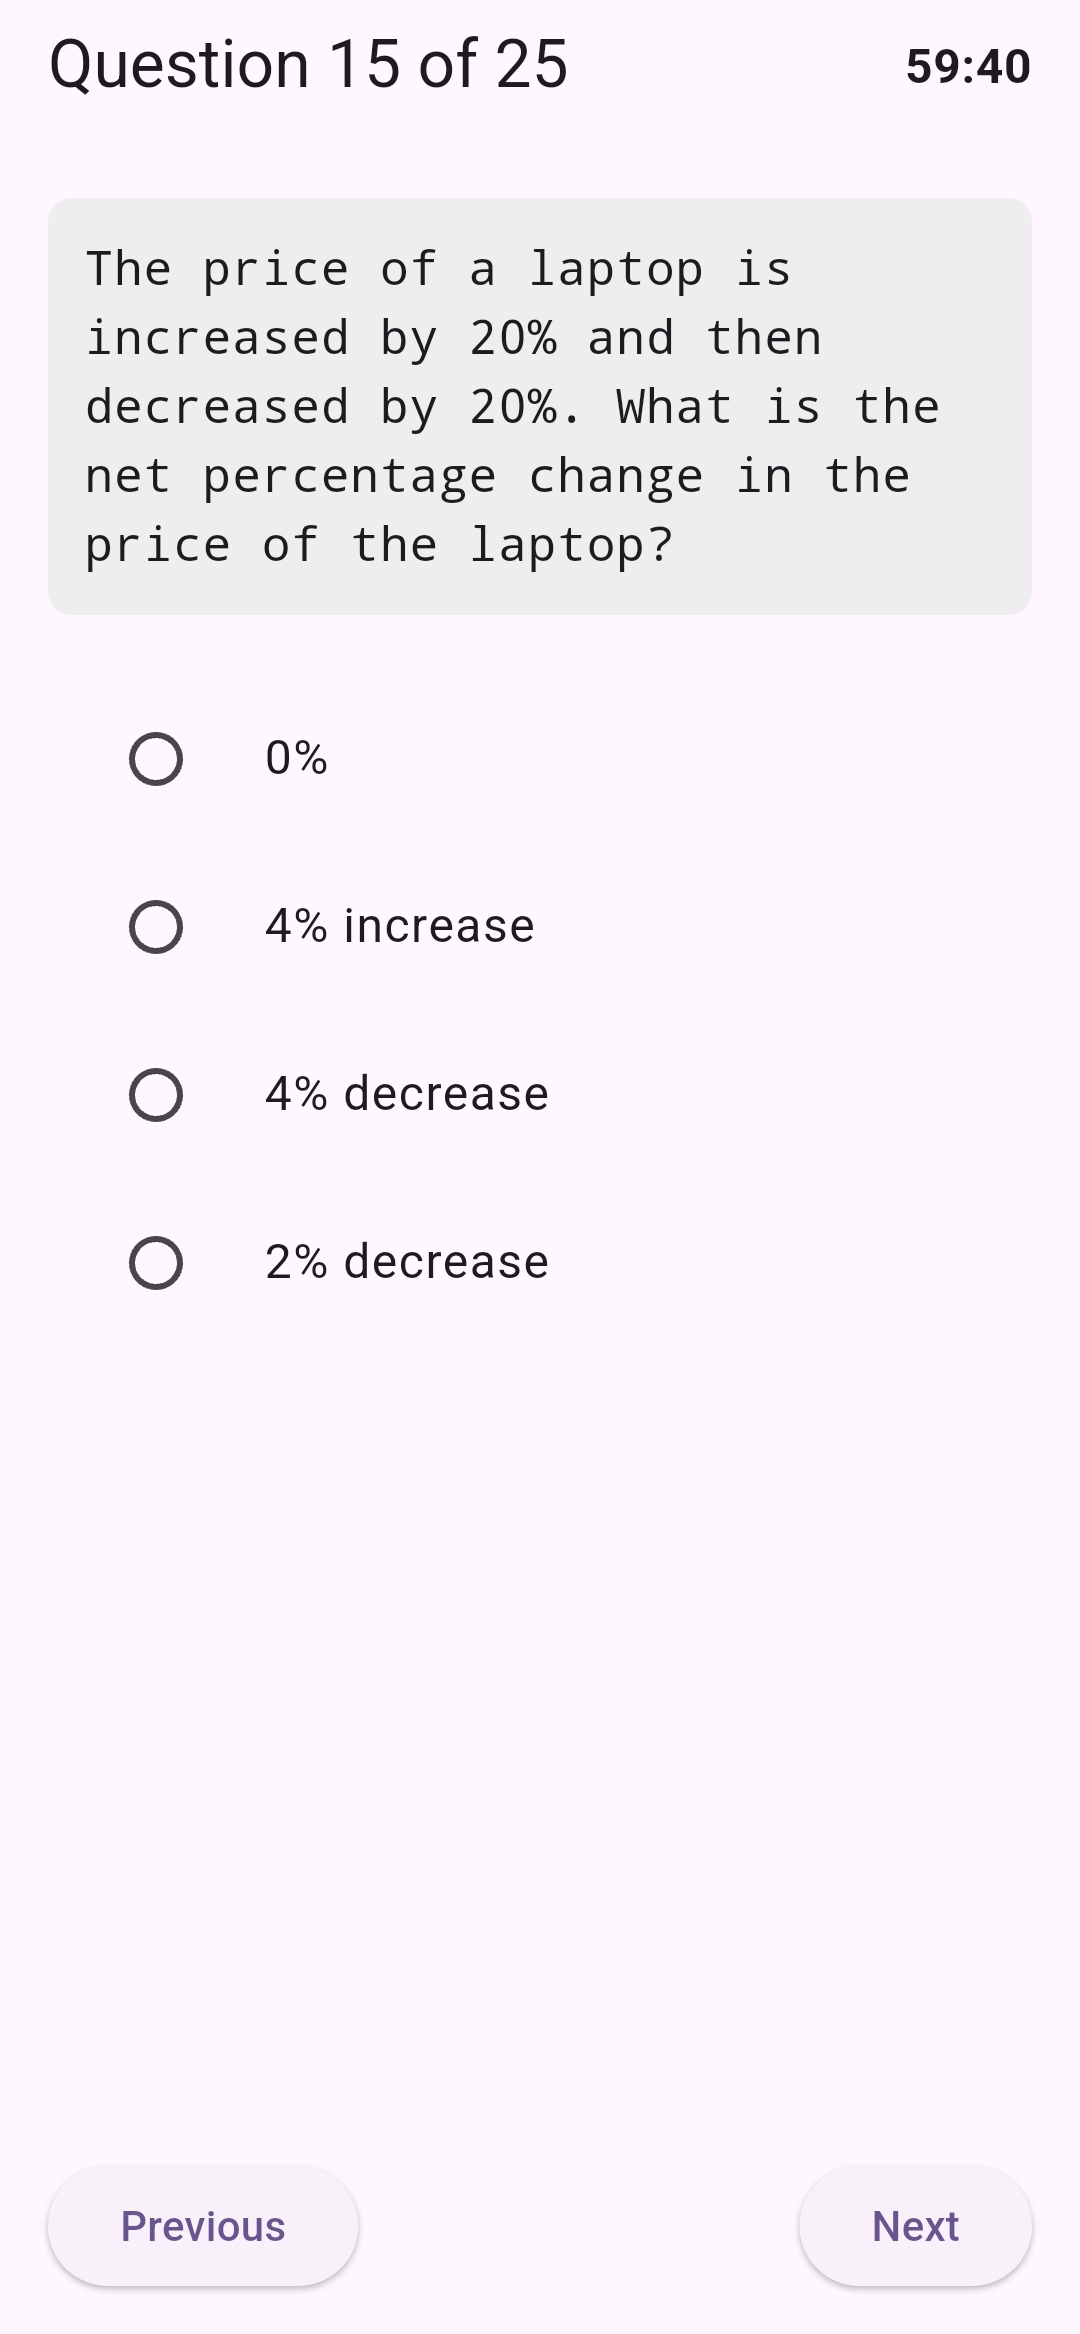 Question 15 of 25
59:40
The price of a laptop is
increased by 20% and then
decreased by 20%. What is the
net percentage change in the
price of the laptop?
0%
4% increase
4% decrease
2% decrease
Previous
Next